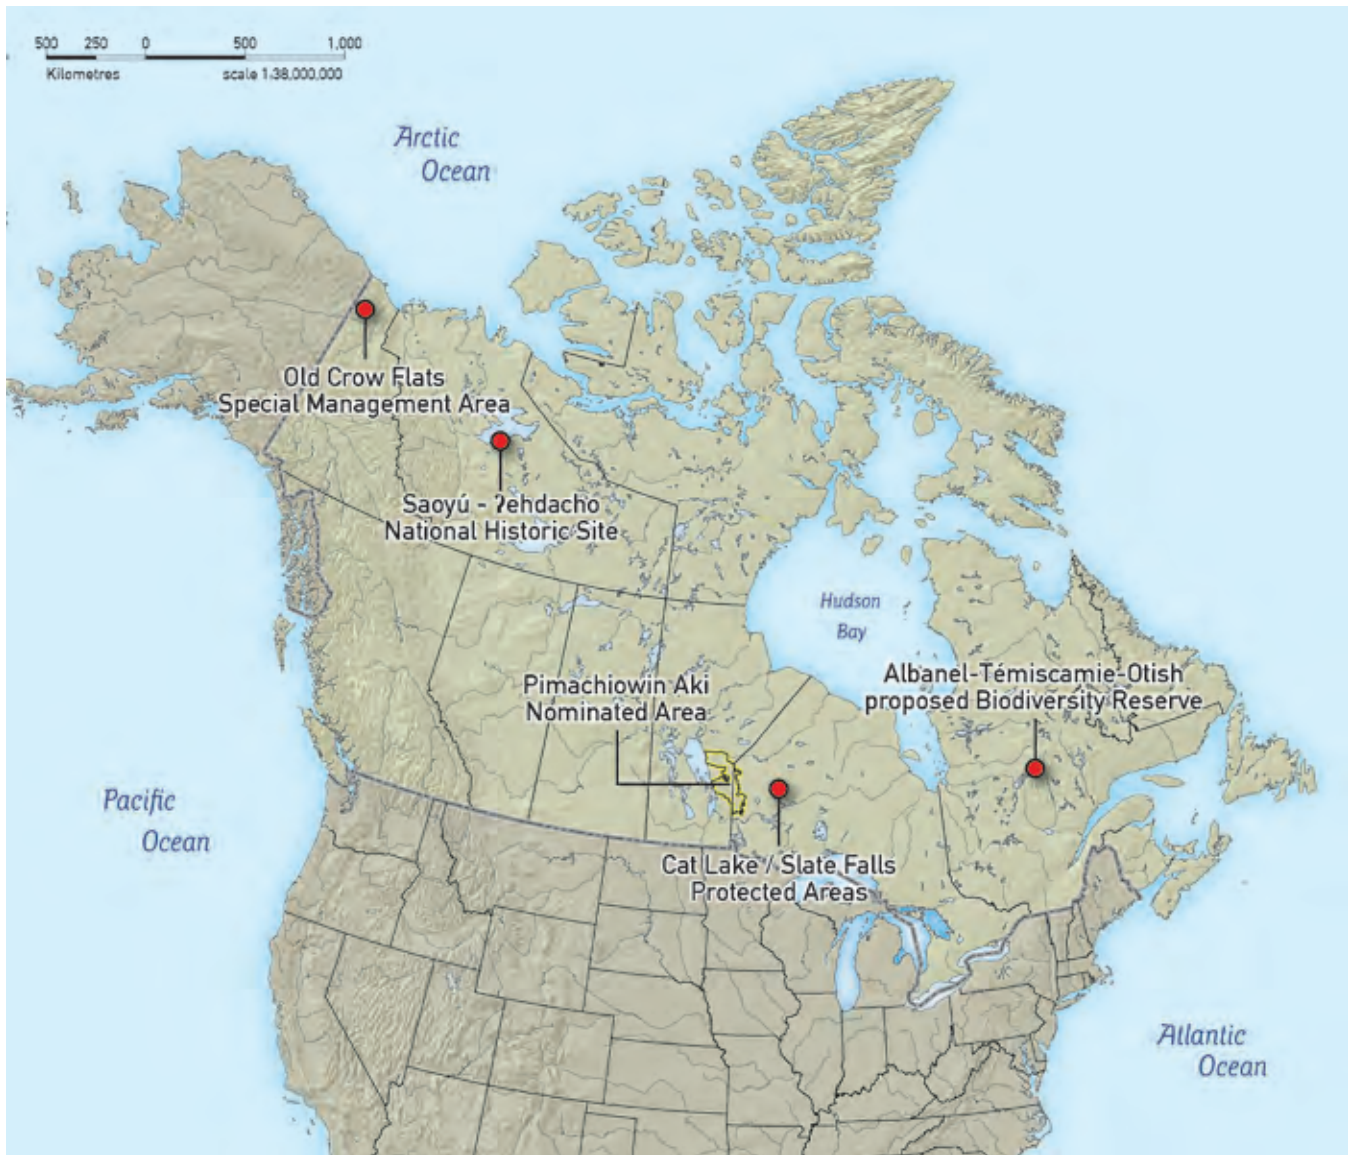 500 250 0 500 1,000
Kilometres scale 1:38,000,000
Arctic
Ocean
Old Crow Flats
Special Management Area
Saoyú - ʔehdacho
National Historic Site
Hudson
Bay
Pimachiowin Aki
Nominated Area
Albanel-Témiscamie-Otish
proposed Biodiversity Reserve
Pacific
Ocean
Cat Lake / Slate Falls
Protected Areas
Atlantic
Ocean